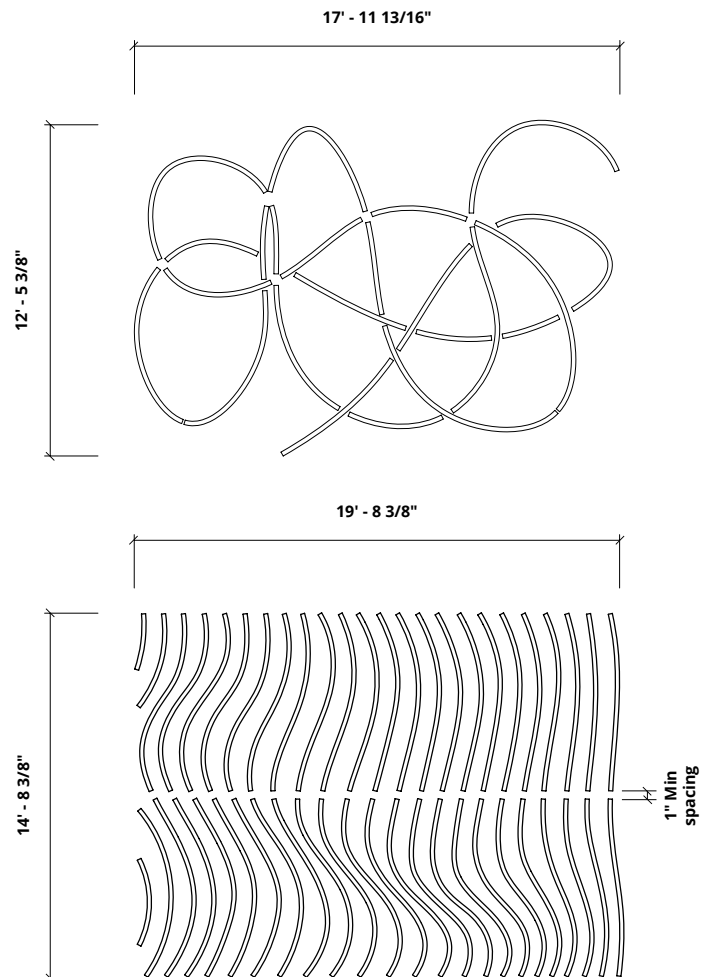 17' - 11 13/16"
12' - 5 3/8"
19' - 8 3/8"
14' - 8 3/8"
1" Min
spacing